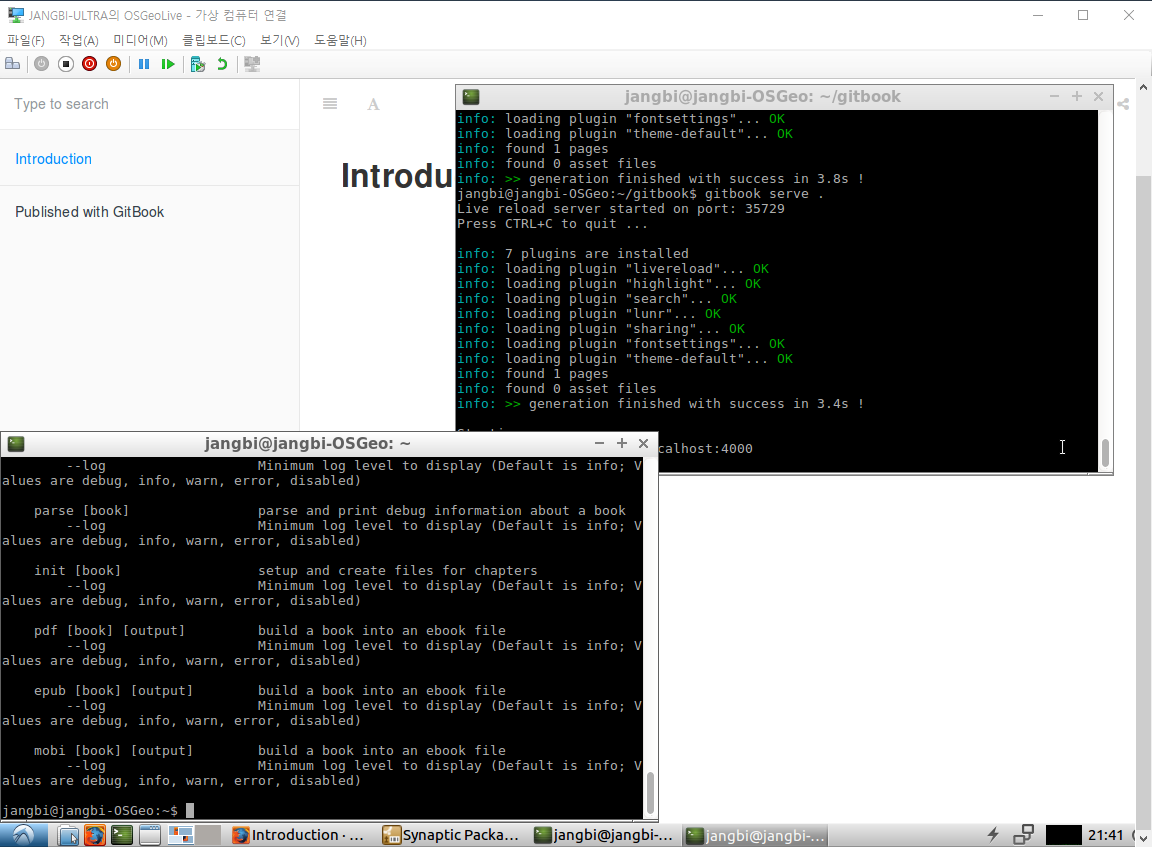 JANGBI-ULTRA의 OSGeoLive - 가상 컴퓨터 연결
파일(F) 작업(A) 미디어(M) 클립보드(C) 보기(V) 도움말(H)
Type to search
A
Introduction
Published with GitBook
Introdu
jangbi@jangbi-OSGeo: ~/gitbook
info: loading plugin "fontsettings"... OK
info: loading plugin "theme-default"... OK
info: found 1 pages
info: found 0 asset files
info: >> generation finished with success in 3.8s !
jangbi@jangbi-OSGeo:~/gitbook$ gitbook serve .
Live reload server started on port: 35729
Press CTRL+C to quit ...
info: 7 plugins are installed
info: loading plugin "livereload"... OK
info: loading plugin "highlight"... OK
info: loading plugin "search"... OK
info: loading plugin "lunr"... OK
info: loading plugin "sharing"... OK
info: loading plugin "fontsettings"... OK
info: loading plugin "theme-default"... OK
info: found 1 pages
info: found 0 asset files
info: >> generation finished with success in 3.4s !
calhost:4000
jangbi@jangbi-OSGeo: ~
--log Minimum log level to display (Default is info; V
alues are debug, info, warn, error, disabled)
parse [book] parse and print debug information about a book
--log Minimum log level to display (Default is info; V
alues are debug, info, warn, error, disabled)
init [book] setup and create files for chapters
--log Minimum log level to display (Default is info; V
alues are debug, info, warn, error, disabled)
pdf [book] [output] build a book into an ebook file
--log Minimum log level to display (Default is info; V
alues are debug, info, warn, error, disabled)
epub [book] [output] build a book into an ebook file
--log Minimum log level to display (Default is info; V
alues are debug, info, warn, error, disabled)
mobi [book] [output] build a book into an ebook file
--log Minimum log level to display (Default is info; V
alues are debug, info, warn, error, disabled)
jangbi@jangbi-OSGeo:~$
Introduction · ... Synaptic Packa... jangbi@jangbi-... jangbi@jangbi-... 21:41